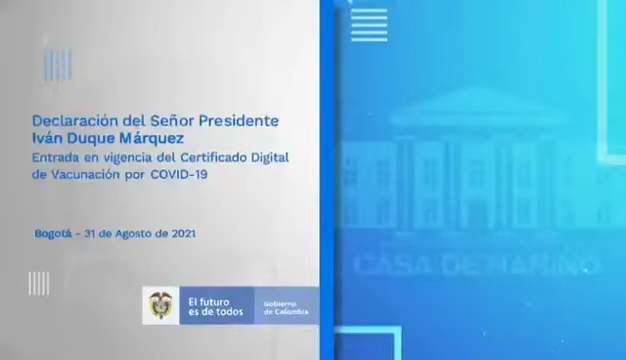 Declaración del Señor Presidente
Iván Duque Márquez
Entrada en vigencia del Certificado Digital
de Vacunación por COVID-19
Bogotá - 31 de Agosto de 2021
El futuro
es de todos
Gobierno
de Colombia
CASA DE NARIÑO